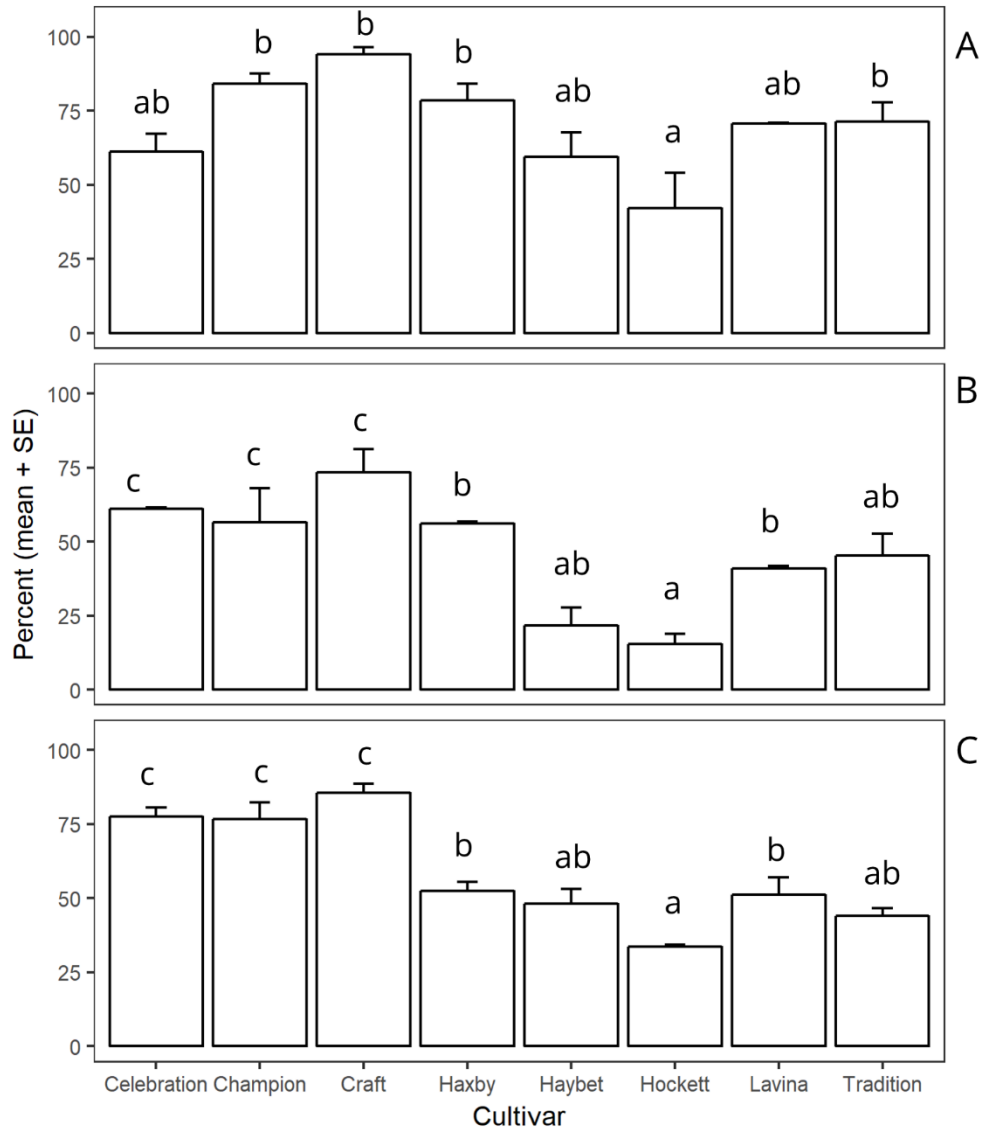 A
100
75
50
25
0
ab
b
b
b
ab
a
ab
b
B
100
75
50
25
0
c
c
c
b
ab
a
b
ab
C
100
75
50
25
0
c
c
c
b
ab
a
b
ab
Percent (mean + SE)
Celebration Champion Craft Haxby Haybet Hockett Lavina Tradition
Cultivar